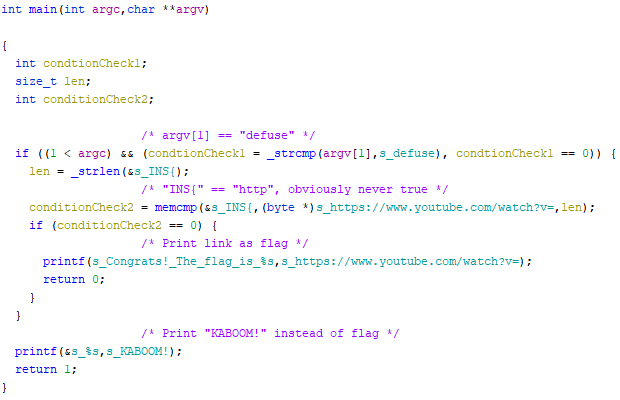 int main(int argc,char **argv)
{
int condtionCheck1;
size_t len;
int conditionCheck2;
/* argv[1] == "defuse" */
if ((1 < argc) && (condtionCheck1 = _strcmp(argv[1],s_defuse), condtionCheck1 == 0)) {
len = _strlen(&s_INS{);
/* "INS{" == "http", obviously never true */
conditionCheck2 = memcmp(&s_INS{,(byte *)s_https://www.youtube.com/watch?v=,len);
if (conditionCheck2 == 0) {
/* Print link as flag */
printf(s_Congrats!_The_flag_is_%s,s_https://www.youtube.com/watch?v=);
return 0;
}
}
/* Print "KABOOM!" instead of flag */
printf(&s_%s,s_KABOOM!);
return 1;
}